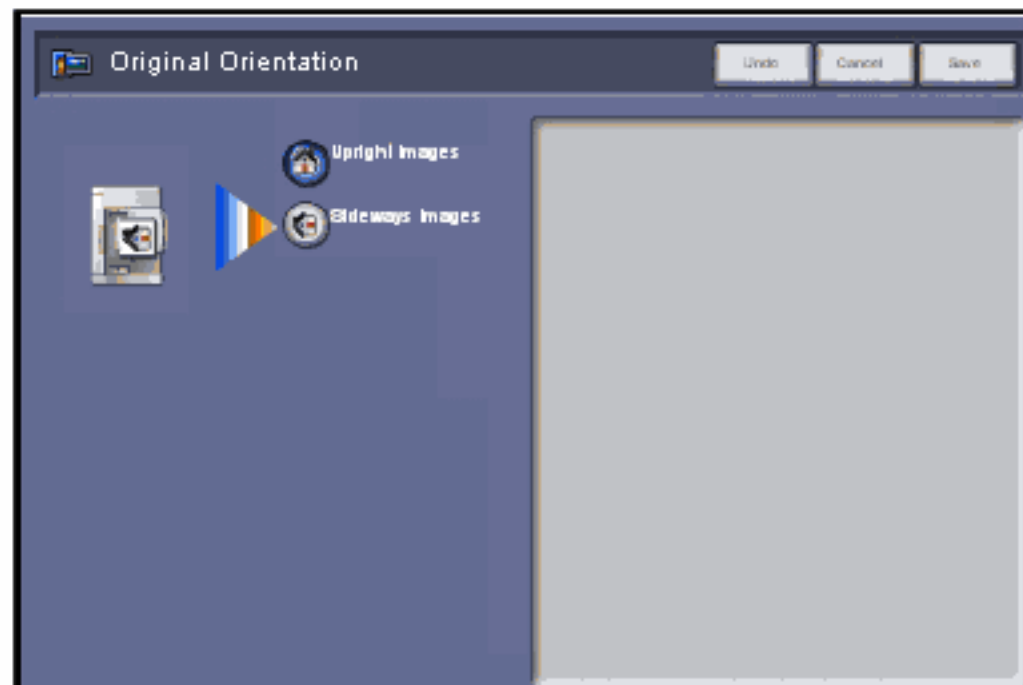 Original Orientation
Undo
Cancel
Save
Upright Images
Sideways Images